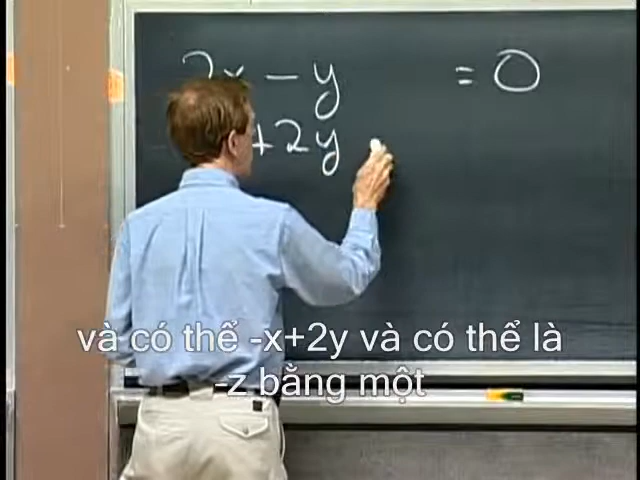 2x - y = 0
+2y
và có thể -x+2y và có thể là
-z bằng một